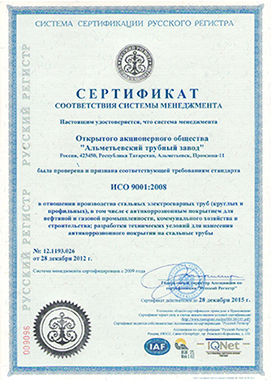 СИСТЕМА СЕРТИФИКАЦИИ РУССКОГО РЕГИСТРА
РУССКИЙ РЕГИСТР РУССКИЙ РЕГИСТР
СЕРТИФИКАТ
СООТВЕТСТВИЯ СИСТЕМЫ МЕНЕДЖМЕНТА
Настоящим удостоверяется, что система менеджмента
Открытого акционерного общества
"Альметьевский трубный завод"
Россия, 423450, Республика Татарстан, Альметьевск, Промзона-11
была проверена и признана соответствующей требованиям стандарта
ИСО 9001:2008
в отношении производства стальных электросварных труб (круглых и
профильных), в том числе с антикоррозионным покрытием для
нефтяной и газовой промышленности, коммунального хозяйства и
строительства; разработки технических условий для нанесения
антикоррозионного покрытия на стальные трубы
№: 12.1193.026
от 28 декабря 2012 г.
Система менеджмента сертифицирована с 2009 года
Генеральный директор Ассоциации по
сертификации "Русский Регистр"
Сертификат действителен до 28 декабря 2015 г.
009096
IAF
IQNet